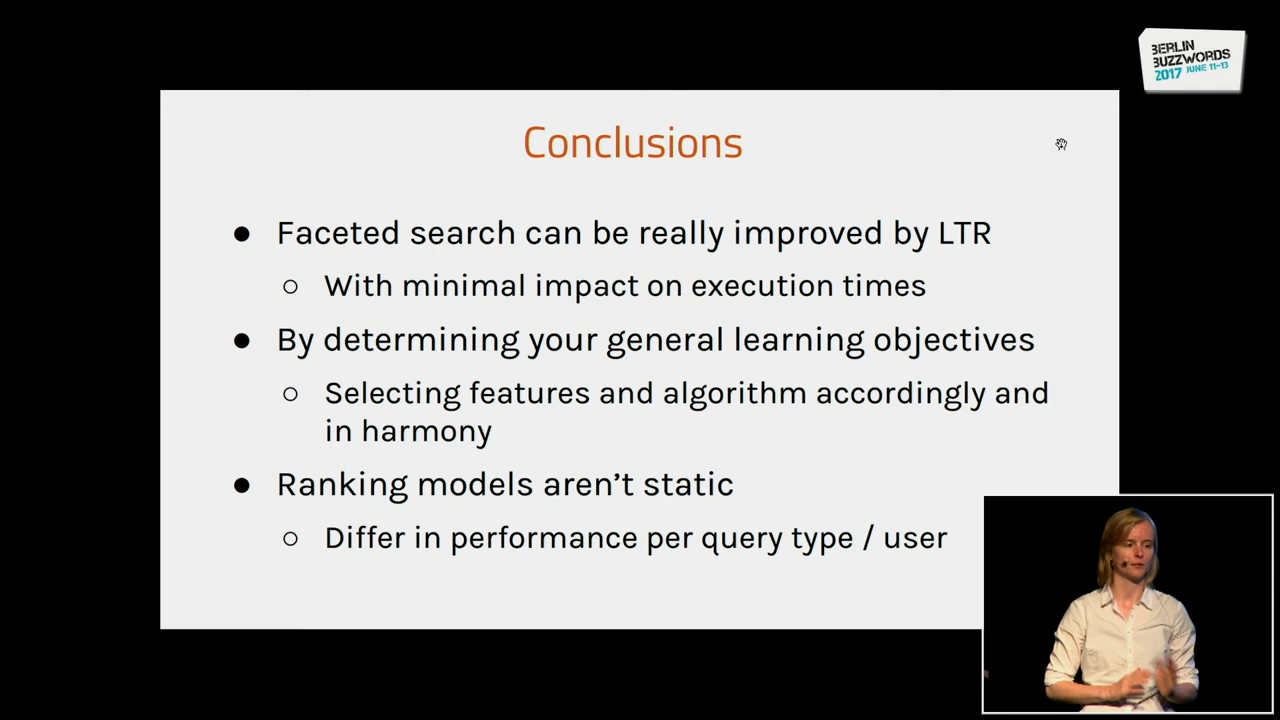 BERLIN
BUZZWORDS
2017 JUNE 11-13
Conclusions
● Faceted search can be really improved by LTR
○ With minimal impact on execution times
● By determining your general learning objectives
○ Selecting features and algorithm accordingly and
in harmony
● Ranking models aren’t static
○ Differ in performance per query type / user